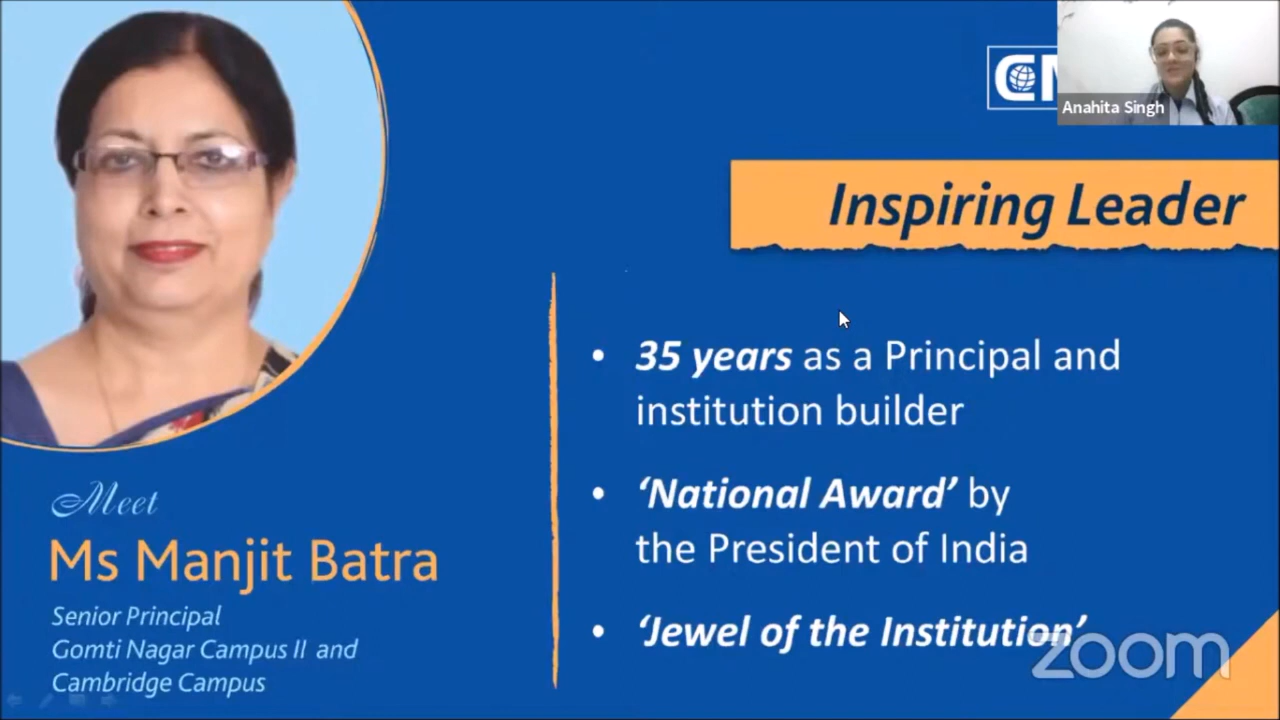 Anahita Singh
Inspiring Leader
• 35 years as a Principal and
institution builder
• ‘National Award’ by
the President of India
• ‘Jewel of the Institution’
Meet
Ms Manjit Batra
Senior Principal
Gomti Nagar Campus II and
Cambridge Campus
zoom